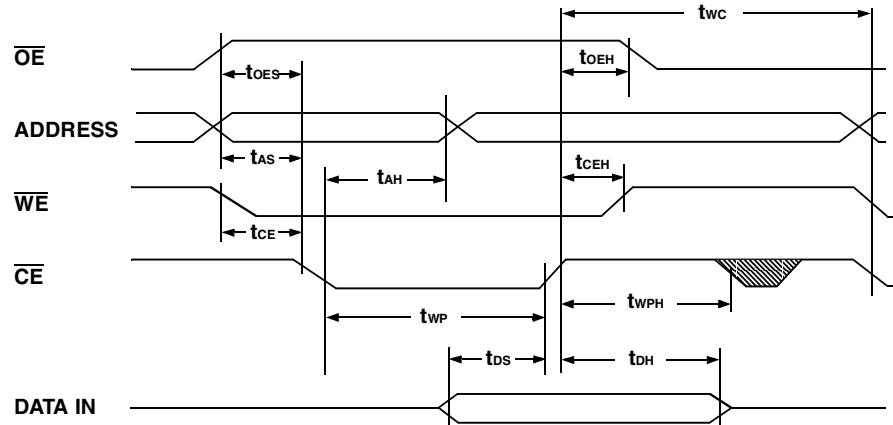 tWC
OE
tOES
tOEH
ADDRESS
tAS
tAH
tCEH
WE
tCE
CE
tWP
tWPH
tDS
tDH
DATA IN